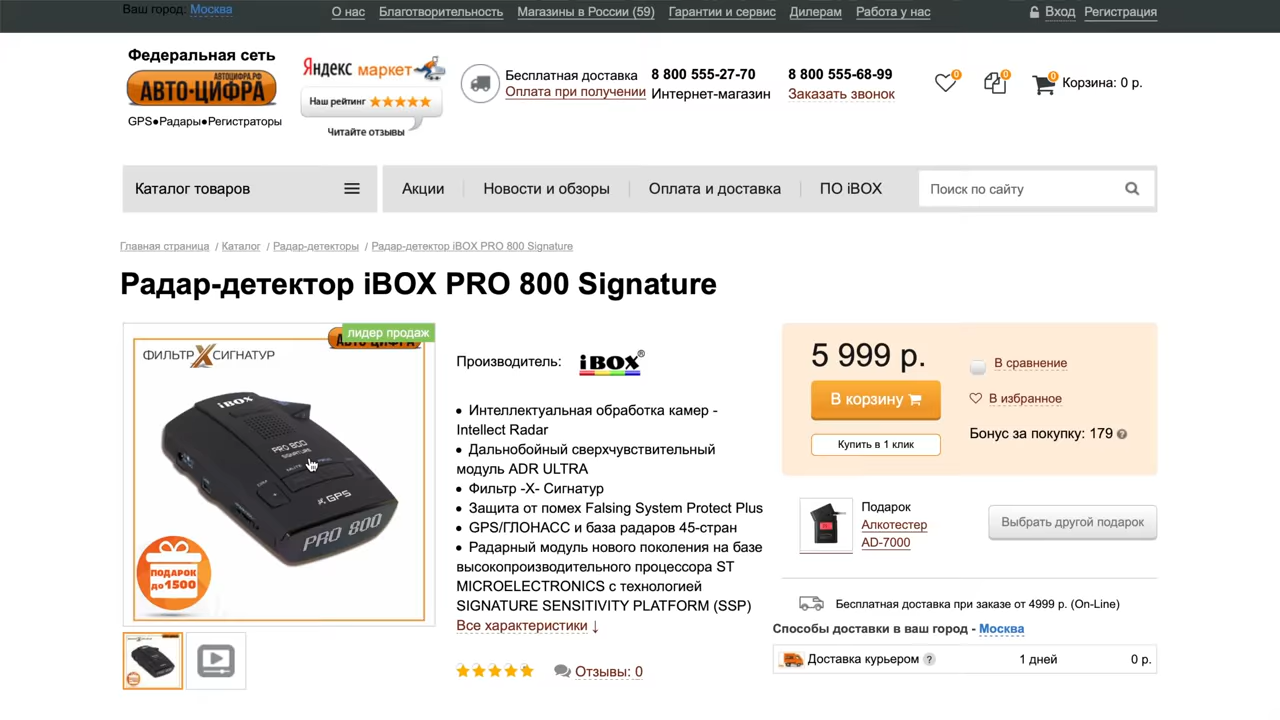 Ваш город: Москва
О нас Благотворительность Магазины в России (59) Гарантии и сервис Дилерам Работа у нас
Вход Регистрация
Федеральная сеть
АВТОЦИФРА.РФ
АВТО-ЦИФРА
GPS●Радары●Регистраторы
Яндекс маркет
Наш рейтинг
Читайте отзывы
Бесплатная доставка
Оплата при получении
8 800 555-27-70
Интернет-магазин
8 800 555-68-99
Заказать звонок
0
0
0
Корзина: 0 р.
Каталог товаров
Акции Новости и обзоры Оплата и доставка ПО iBOX
Поиск по сайту
Главная страница / Каталог / Радар-детекторы / Радар-детектор iBOX PRO 800 Signature
Радар-детектор iBOX PRO 800 Signature
лидер продаж
АВТО-ЦИФРА
ФИЛЬТР X СИГНАТУР
iBOX
PRO 800
SIGNATURE
GPS
PRO 800
ПОДАРОК
до 1500
Производитель: iBOX®
● Интеллектуальная обработка камер -
Intellect Radar
● Дальнобойный сверхчувствительный
модуль ADR ULTRA
● Фильтр -X- Сигнатур
● Защита от помех Falsing System Protect Plus
● GPS/ГЛОНАСС и база радаров 45-стран
● Радарный модуль нового поколения на базе
высокопроизводительного процессора ST
MICROELECTRONICS с технологией
SIGNATURE SENSITIVITY PLATFORM (SSP)
Все характеристики ↓
Отзывы: 0
5 999 р.
В корзину
Купить в 1 клик
В сравнение
В избранное
Бонус за покупку: 179 ?
Подарок
Алкотестер
AD-7000
Выбрать другой подарок
Бесплатная доставка при заказе от 4999 р. (On-Line)
Способы доставки в ваш город - Москва
Доставка курьером ? 1 дней 0 р.